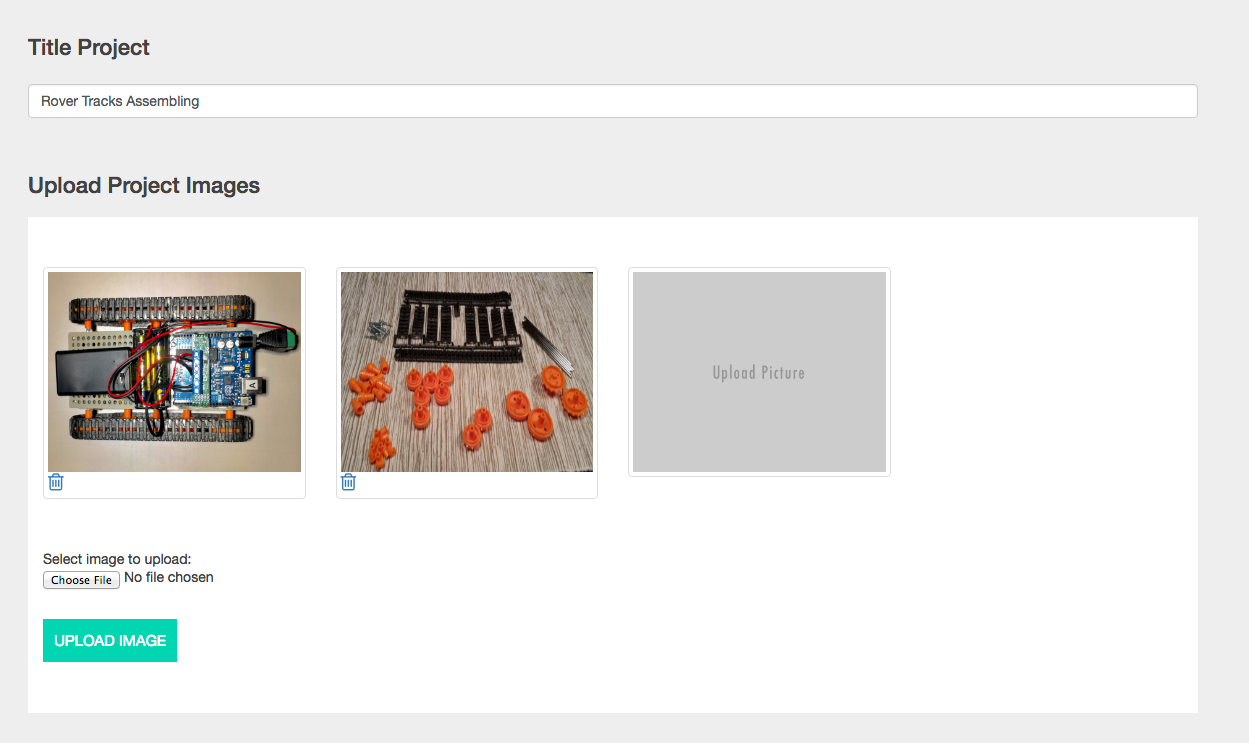 Title Project
Rover Tracks Assembling
Upload Project Images
Upload Picture
Select image to upload:
Choose File No file chosen
UPLOAD IMAGE